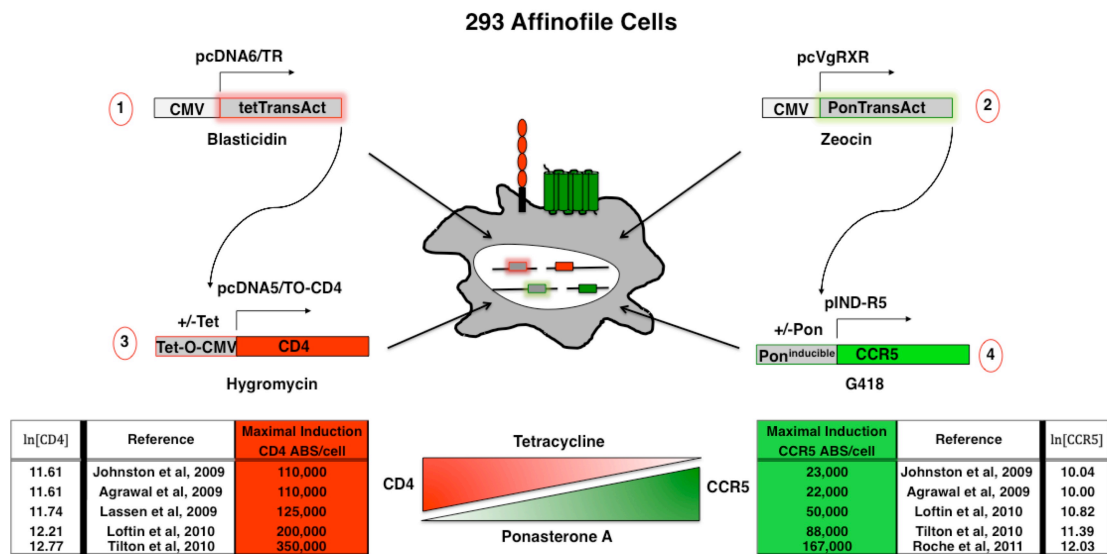 293 Affinofile Cells
pcDNA6/TR
pcVgRXR
1
CMV tetTransAct
CMV PonTransAct
2
Blasticidin
Zeocin
pcDNA5/TO-CD4
pIND-R5
+/-Tet
+/-Pon
3
Tet-O-CMV CD4
Poninducible CCR5
4
Hygromycin
G418
ln[CD4] Reference Maximal Induction
CD4 ABS/cell
11.61 Johnston et al, 2009 110,000
11.61 Agrawal et al, 2009 110,000
11.74 Lassen et al, 2009 125,000
12.21 Loftin et al, 2010 200,000
12.77 Tilton et al, 2010 350,000
Tetracycline
CD4
CCR5
Ponasterone A
Maximal Induction Reference ln[CCR5]
CCR5 ABS/cell
23,000 Johnston et al, 2009 10.04
22,000 Agrawal et al, 2009 10.00
50,000 Loftin et al, 2010 10.82
88,000 Tilton et al, 2010 11.39
167,000 Roche et al, 2011 12.03